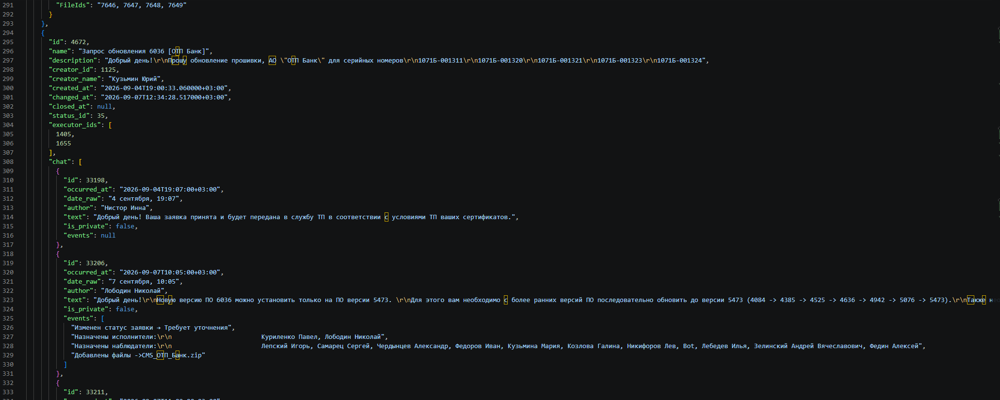 291 "FileIds": "7646, 7647, 7648, 7649"
292 }
293 },
294 {
295 "id": 4672,
296 "name": "Запрос обновления 6036 [ОТП Банк]",
297 "description": "Добрый день!\r\nПрошу обновление прошивки, АО \"ОТП Банк\" для серийных номеров\r\n1071Б-001311\r\n1071Б-001320\r\n1071Б-001321\r\n1071Б-001323\r\n1071Б-001324",
298 "creator_id": 1125,
299 "creator_name": "Кузьмин Юрий",
300 "created_at": "2026-09-04T19:00:33.060000+03:00",
301 "changed_at": "2026-09-07T12:34:28.517000+03:00",
302 "closed_at": null,
303 "status_id": 35,
304 "executor_ids": [
305 1405,
306 1655
307 ],
308 "chat": [
309 {
310 "id": 33198,
311 "occurred_at": "2026-09-04T19:07:00+03:00",
312 "date_raw": "4 сентября, 19:07",
313 "author": "Нистор Инна",
314 "text": "Добрый день! Ваша заявка принята и будет передана в службу ТП в соответствии с условиями ТП ваших сертификатов.",
315 "is_private": false,
316 "events": null
317 },
318 {
319 "id": 33206,
320 "occurred_at": "2026-09-07T10:05:00+03:00",
321 "date_raw": "7 сентября, 10:05",
322 "author": "Лободин Николай",
323 "text": "Добрый день!\r\nНовую версию ПО 6036 можно установить только на ПО версии 5473. \r\nДля этого вам необходимо с более ранних версий ПО последовательно обновить до версии 5473 (4084 -> 4385 -> 4525 -> 4636 -> 4942 -> 5076 -> 5473).\r\nТакже
324 "is_private": false,
325 "events": [
326 "Изменен статус заявки → Требует уточнения",
327 "Назначены исполнители:\r\n Куриленко Павел, Лободин Николай",
328 "Назначены наблюдатели:\r\n Лепский Игорь, Самарец Сергей, Чердынцев Александр, Федоров Иван, Кузьмина Мария, Козлова Галина, Никифоров Лев, Bot, Лебедев Илья, Зелинский Андрей Вячеславович, Федин Алексей",
329 "Добавлены файлы ->CMS_ОТП_Банк.zip"
330 ]
331 },
332 {
333 "id": 33211,